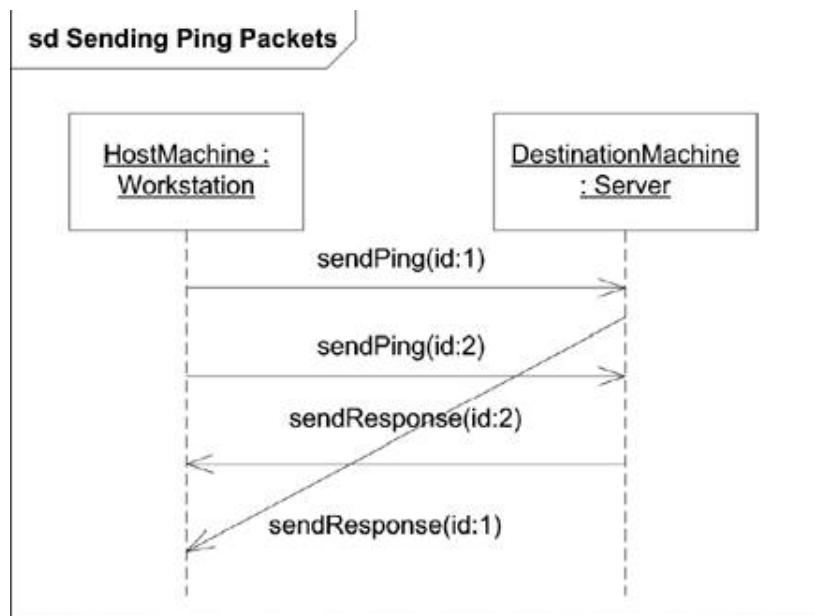 sd Sending Ping Packets
HostMachine :
Workstation
DestinationMachine
: Server
sendPing(id:1)
sendPing(id:2)
sendResponse(id:2)
sendResponse(id:1)